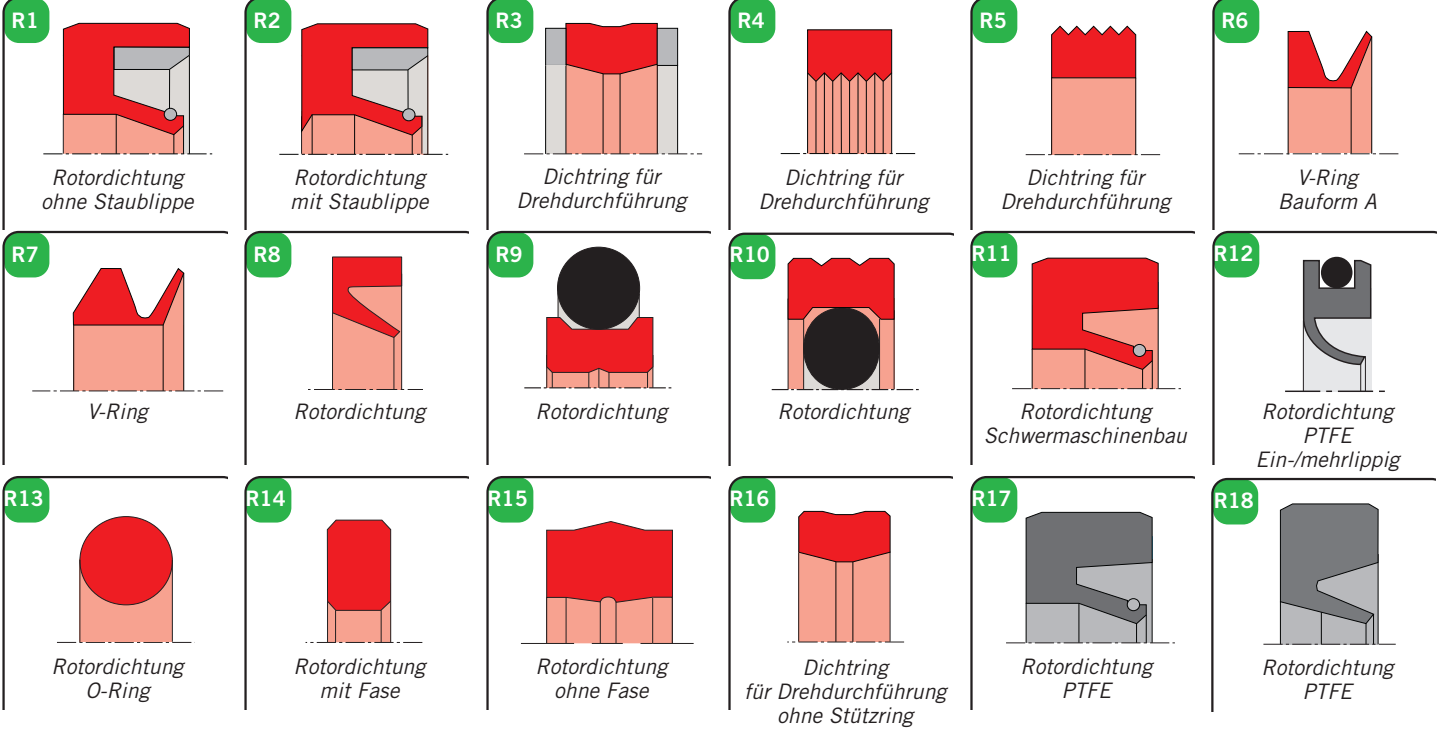 R1
Rotordichtung
ohne Staublippe
R2
Rotordichtung
mit Staublippe
R3
Dichtring für
Drehdurchführung
R4
Dichtring für
Drehdurchführung
R5
Dichtring für
Drehdurchführung
R6
V-Ring
Bauform A
R7
V-Ring
R8
Rotordichtung
R9
Rotordichtung
R10
Rotordichtung
R11
Rotordichtung
Schwermaschinenbau
R12
Rotordichtung
PTFE
Ein-/mehrlippig
R13
Rotordichtung
O-Ring
R14
Rotordichtung
mit Fase
R15
Rotordichtung
ohne Fase
R16
Dichtring
für Drehdurchführung
ohne Stützring
R17
Rotordichtung
PTFE
R18
Rotordichtung
PTFE